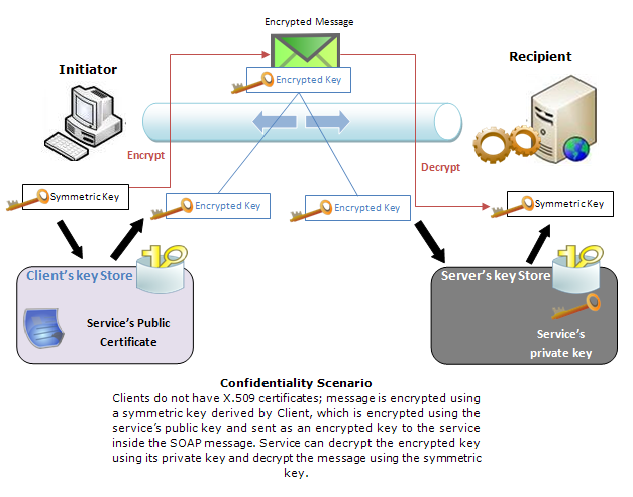 Encrypted Message
Initiator
Recipient
Encrypted Key
Encrypt
Decrypt
Symmetric Key
Encrypted Key
Encrypted Key
Symmetric Key
Client's key Store
Service's Public
Certificate
Server's key Store
Service's
private key
Confidentiality Scenario
Clients do not have X.509 certificates; message is encrypted using
a symmetric key derived by Client, which is encrypted using the
service's public key and sent as an encrypted key to the service
inside the SOAP message. Service can decrypt the encrypted key
using its private key and decrypt the message using the symmetric
key.